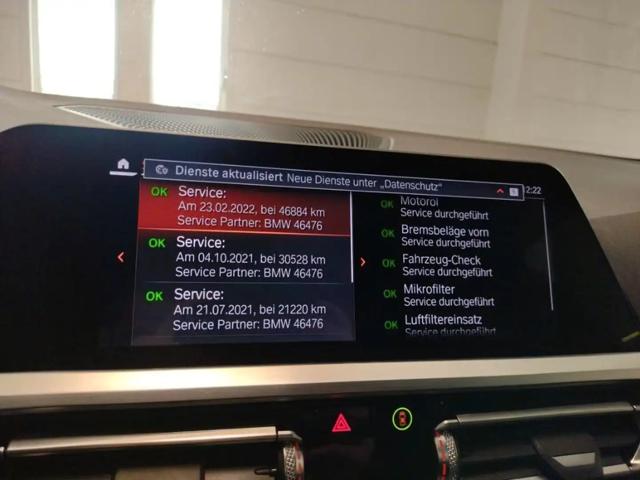 Dienste aktualisiert Neue Dienste unter „Datenschutz“
12:22
OK Service:
Am 23.02.2022, bei 46884 km
Service Partner: BMW 46476
OK Service:
Am 04.10.2021, bei 30528 km
Service Partner: BMW 46476
OK Service:
Am 21.07.2021, bei 21220 km
Service Partner: BMW 46476
OK Motoröl
Service durchgeführt
OK Bremsbeläge vorn
Service durchgeführt
OK Fahrzeug-Check
Service durchgeführt
OK Mikrofilter
Service durchgeführt
OK Luftfiltereinsatz
Service durchgeführt